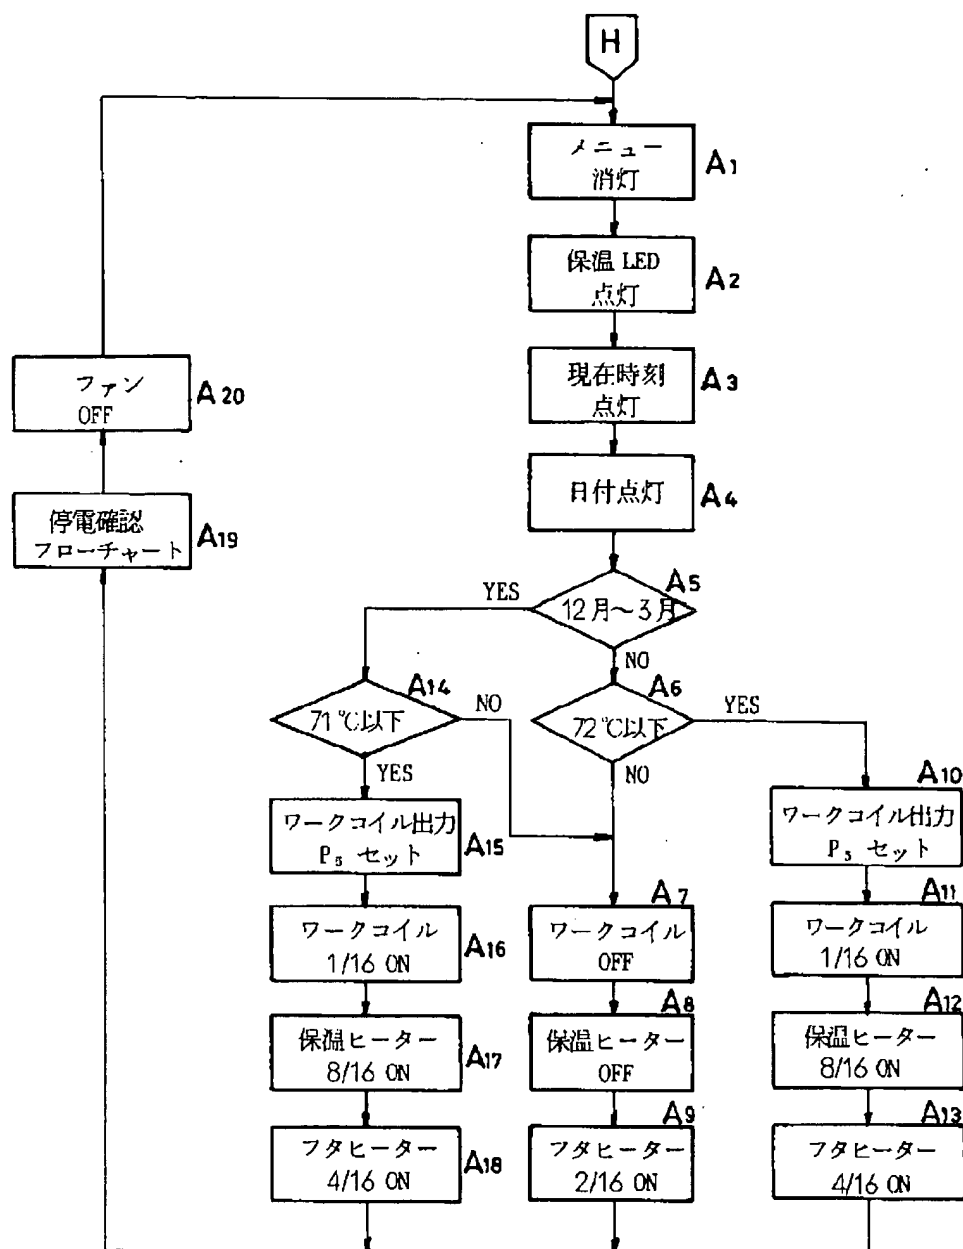 H
メニュー
消灯
A1
保温 LED
点灯
A2
現在時刻
点灯
A3
日付点灯
A4
ファン
OFF
A20
停電確認
フローチャート
A19
12月～3月
A5
YES
NO
71℃以下
A14
NO
YES
72℃以下
A6
YES
NO
ワークコイル出力
P5 セット
A15
ワークコイル
1/16 ON
A16
保温ヒーター
8/16 ON
A17
フタヒーター
4/16 ON
A18
ワークコイル
OFF
A7
保温ヒーター
OFF
A8
フタヒーター
2/16 ON
A9
ワークコイル出力
セット
A10
ワークコイル
1/16 ON
A11
保温ヒーター
8/16 ON
A12
フタヒーター
4/16 ON
A13